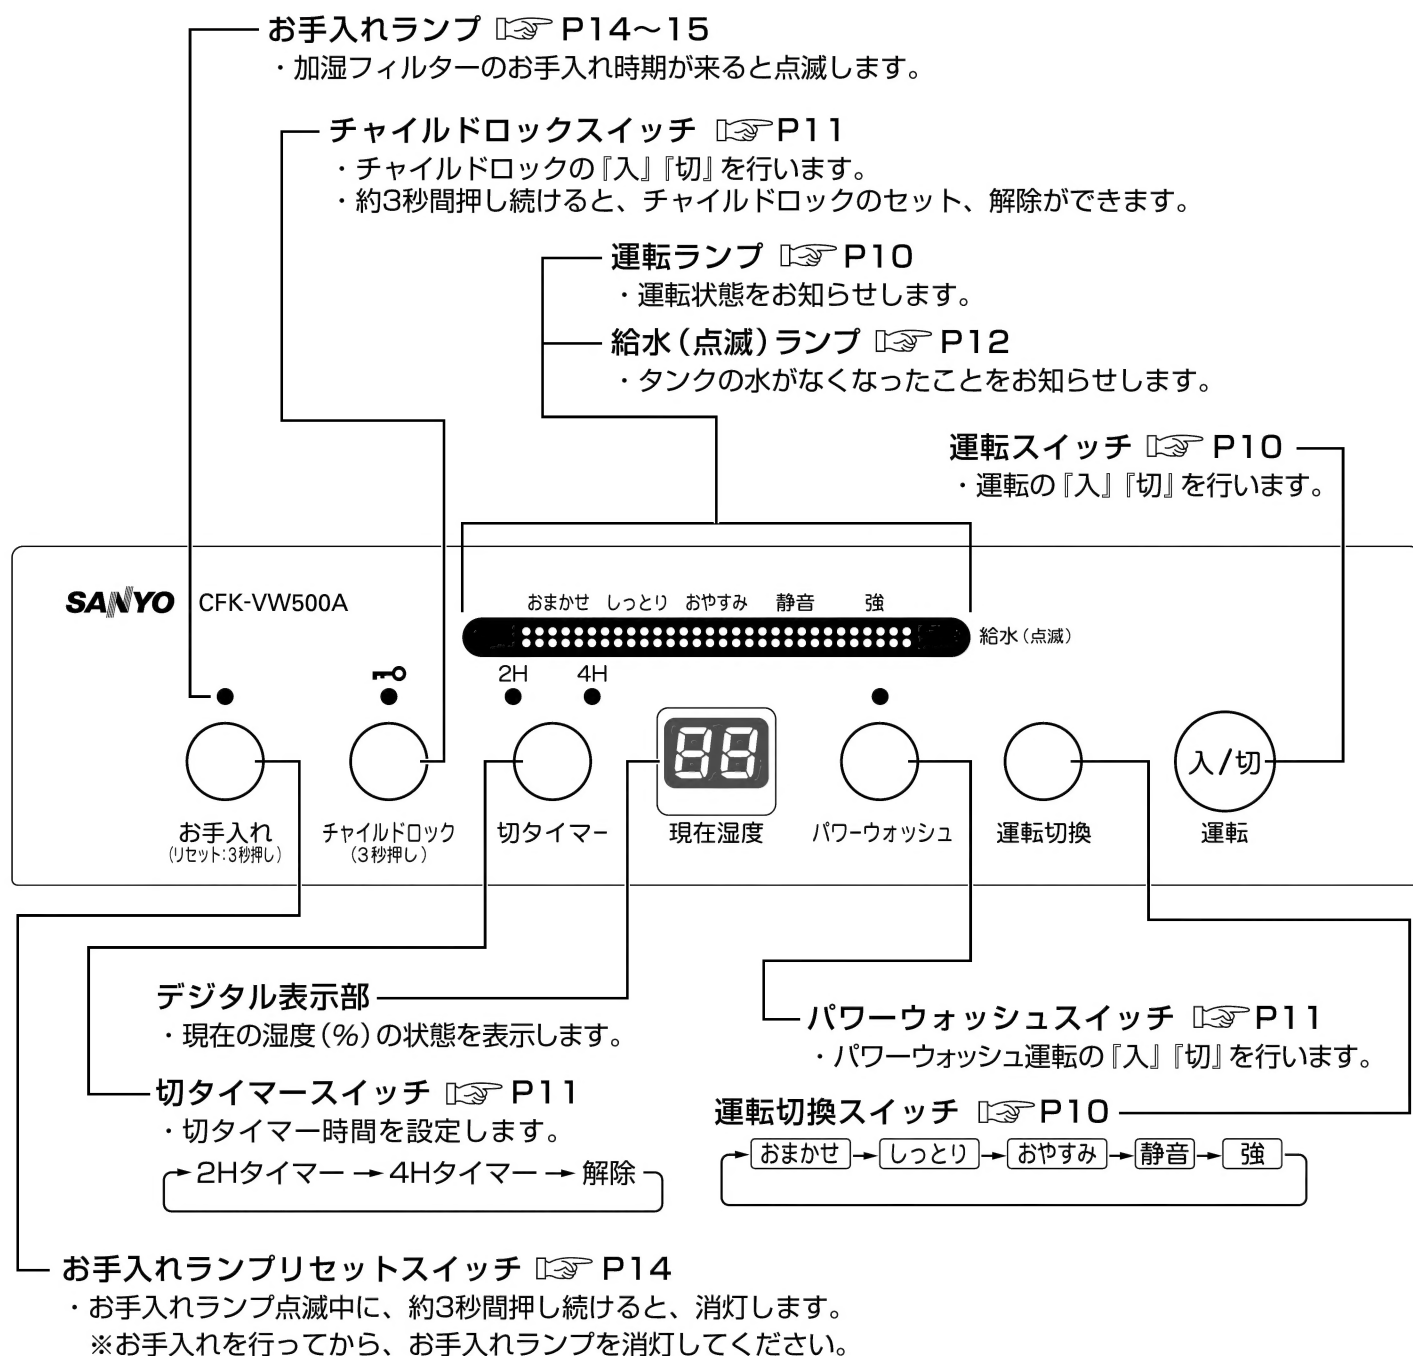 お手入れランプ ☞ P14〜15
・加湿フィルターのお手入れ時期が来ると点滅します。
チャイルドロックスイッチ ☞P11
・チャイルドロックの『入』『切』を行います。
・約3秒間押し続けると、チャイルドロックのセット、解除ができます。
運転ランプ ☞ P10
・運転状態をお知らせします。
給水(点滅)ランプ ☞ P12
・タンクの水がなくなったことをお知らせします。
運転スイッチ ☞ P10
・運転の『入』『切』を行います。
SANYO CFK-VW500A
おまかせ しっとり おやすみ 静音 強
給水(点滅)
2H 4H
88
入/切
お手入れ チャイルドロック 切タイマー 現在湿度 パワーウォッシュ 運転切換 運転
(リセット:3秒押し) (3秒押し)
デジタル表示部
・現在の湿度(%)の状態を表示します。
パワーウォッシュスイッチ ☞P11
・パワーウォッシュ運転の『入』『切』を行います。
切タイマースイッチ ☞ P11
・切タイマー時間を設定します。
2Hタイマー → 4Hタイマー → 解除
運転切換スイッチ ☞P10
おまかせ → しっとり → おやすみ → 静音 → 強
お手入れランプリセットスイッチ ☞ P14
・お手入れランプ点滅中に、約3秒間押し続けると、消灯します。
※お手入れを行ってから、お手入れランプを消灯してください。